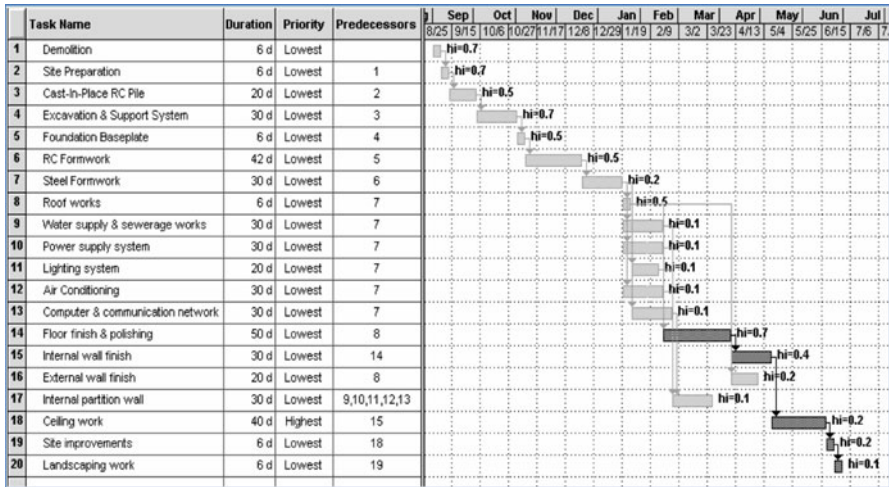 Sep Oct Nov Dec Jan Feb Mar Apr May Jun Jul
Task Name Duration Priority Predecessors 8/25 9/15 10/6 10/27 11/17 12/8 12/29 1/19 2/9 3/2 3/23 4/13 5/4 5/25 6/15 7/6
1 Demolition 6 d Lowest hi=0.7
2 Site Preparation 6 d Lowest 1 hi=0.7
3 Cast-In-Place RC Pile 20 d Lowest 2 hi=0.5
4 Excavation & Support System 30 d Lowest 3 hi=0.7
5 Foundation Baseplate 6 d Lowest 4 hi=0.5
6 RC Formwork 42 d Lowest 5 hi=0.5
7 Steel Formwork 30 d Lowest 6 hi=0.2
8 Roof works 6 d Lowest 7 hi=0.5
9 Water supply & sewerage works 30 d Lowest 7 hi=0.1
10 Power supply system 30 d Lowest 7 hi=0.1
11 Lighting system 20 d Lowest 7 hi=0.1
12 Air Conditioning 30 d Lowest 7 hi=0.1
13 Computer & communication network 30 d Lowest 7 hi=0.1
14 Floor finish & polishing 50 d Lowest 8 hi=0.7
15 Internal wall finish 30 d Lowest 14 hi=0.4
16 External wall finish 20 d Lowest 8 hi=0.2
17 Internal partition wall 30 d Lowest 9,10,11,12,13 hi=0.1
18 Ceiling work 40 d Highest 15 hi=0.2
19 Site improvements 6 d Lowest 18 hi=0.2
20 Landscaping work 6 d Lowest 19 hi=0.1